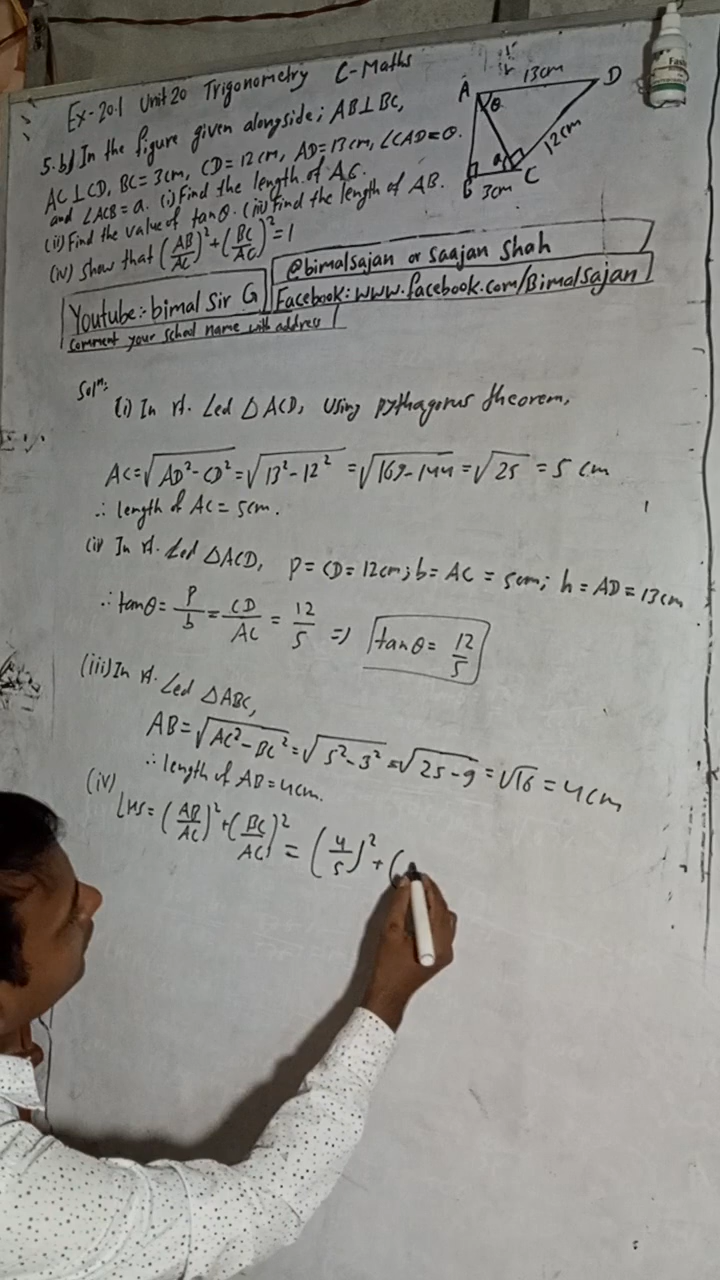 Ex-20.1 Unit 20 Trigonometry C-Maths
5.b) In the figure given alongside; AB⊥BC,
AC⊥CD, BC=3cm, CD=12cm, AD=13cm, ∠CAD=θ.
and ∠ACB=a. (i) Find the length of AC.
(ii) Find the value of tanθ. (iii) Find the length of AB.
(iv) Show that (AB/AC)²+(BC/AC)²=1
A
13cm
D
θ
12cm
a
B
3cm
C
@bimalsajan or Saajan Shah
Youtube:- bimal Sir G
Facebook: www.facebook.com/BimalSajan
comment your school name with address
Solⁿ:
(i) In rt. ∠ed △ACD, Using pythagorus theorem,
AC=√AD²-CD²=√13²-12²=√169-144=√25=5 cm
∴ length of AC=5cm.
(ii) In rt. ∠ed △ACD, p=CD=12cm; b=AC=5cm; h=AD=13cm
∴ tanθ=p/b=CD/AC=12/5 ⇒ tanθ=12/5
(iii) In rt. ∠ed △ABC,
AB=√AC²-BC²=√5²-3²=√25-9=√16=4cm
∴ length of AB=4cm.
(iv)
LHS=(AB/AC)²+(BC/AC)²=(4/5)²+(